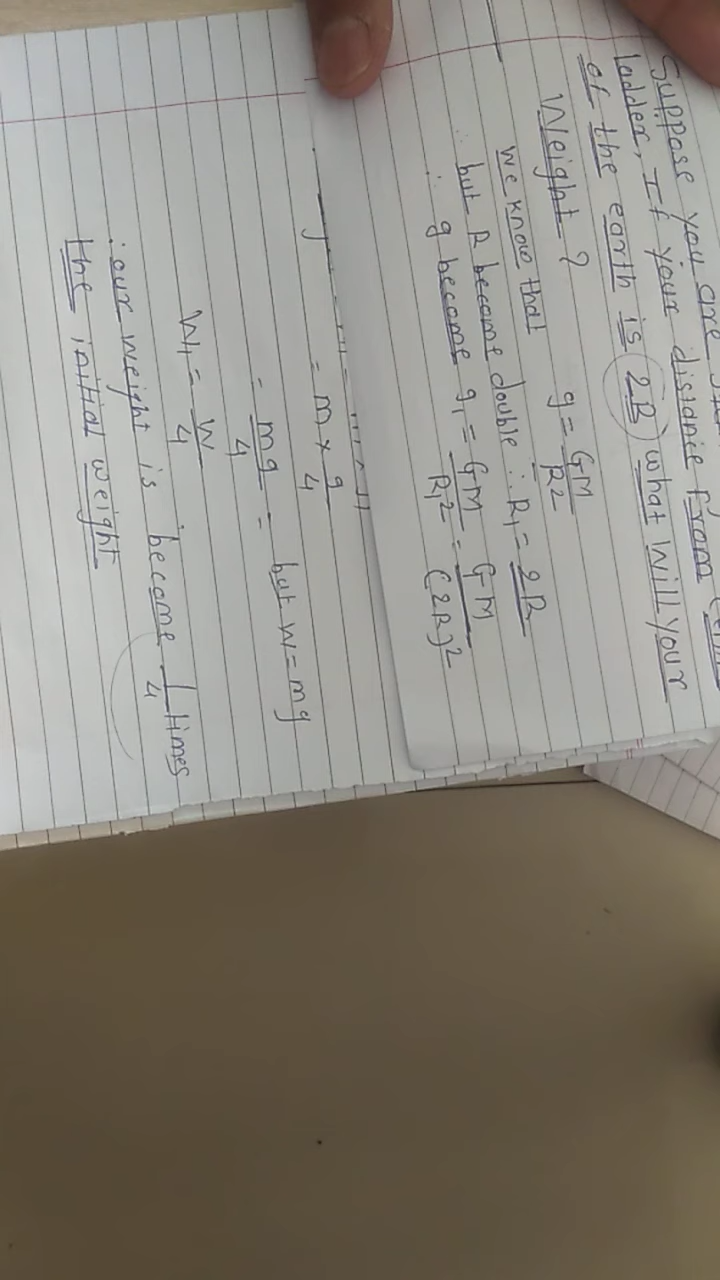 Suppose you are
ladder, If your distance from
of the earth is 2R what will your
Weight ?
we know that g = GM/R2
but R become double ∴ R1 = 2R
∴ g become g1 = GM/R1² = GM/(2R)²
= m × g/4
= mg/4 = but W = mg
W1 = W/4
∴ our weight is become 1/4 times
the initial weight